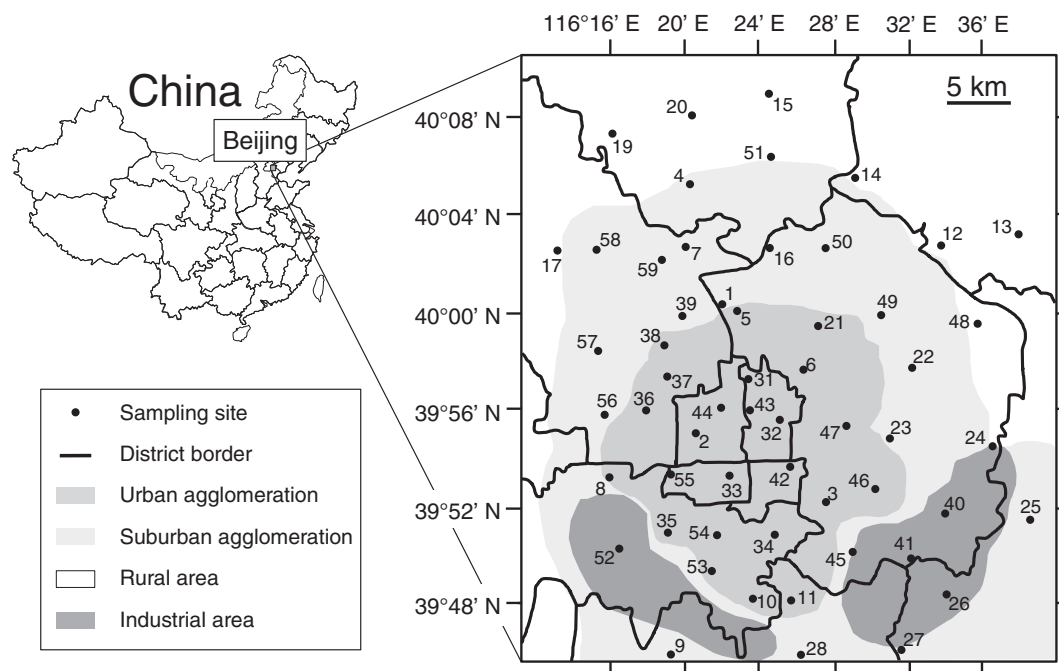 116°16' E 20' E 24' E 28' E 32' E 36' E
China
Beijing
5 km
40°08' N
40°04' N
40°00' N
39°56' N
39°52' N
39°48' N
20 15
19
51
4 14
58 7 16 50 12 13
17 59
39 1 5 21 49 48
57 38 6 22
37 31
56 36 44 43
2 32 47 23 24
8 55 33 42 3 46 40 25
35 54 34 45 41
52 53
10 11 26
9 28 27
Sampling site
District border
Urban agglomeration
Suburban agglomeration
Rural area
Industrial area